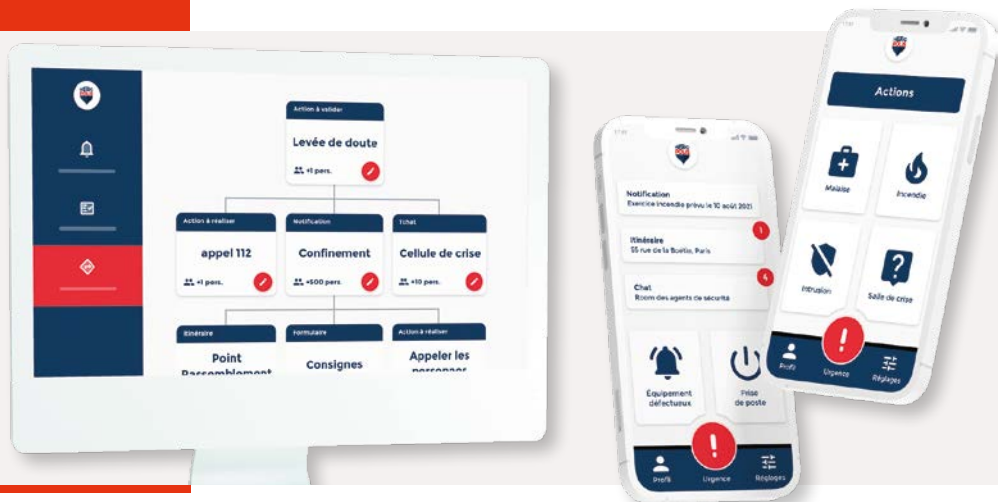 Action à valider
Levée de doute
+1 pers.
Action à réaliser
appel 112
+1 pers.
Notification
Confinement
+500 pers.
Tchat
Cellule de crise
+10 pers.
Itinéraire
Point
Rassemblement
Formulaire
Consignes
Action à réaliser
Appeler les
Notification
Exercice incendie prévu le 10 août 2021
1
Itinéraire
55 rue de la Boétie, Paris
4
Chat
Room des agents de sécurité
Equipement
défectueux
Prise
de poste
Profil
Urgence
Réglages
Actions
Malaise
Incendie
Intrusion
Salle de crise
Profil
Urgence
Réglages